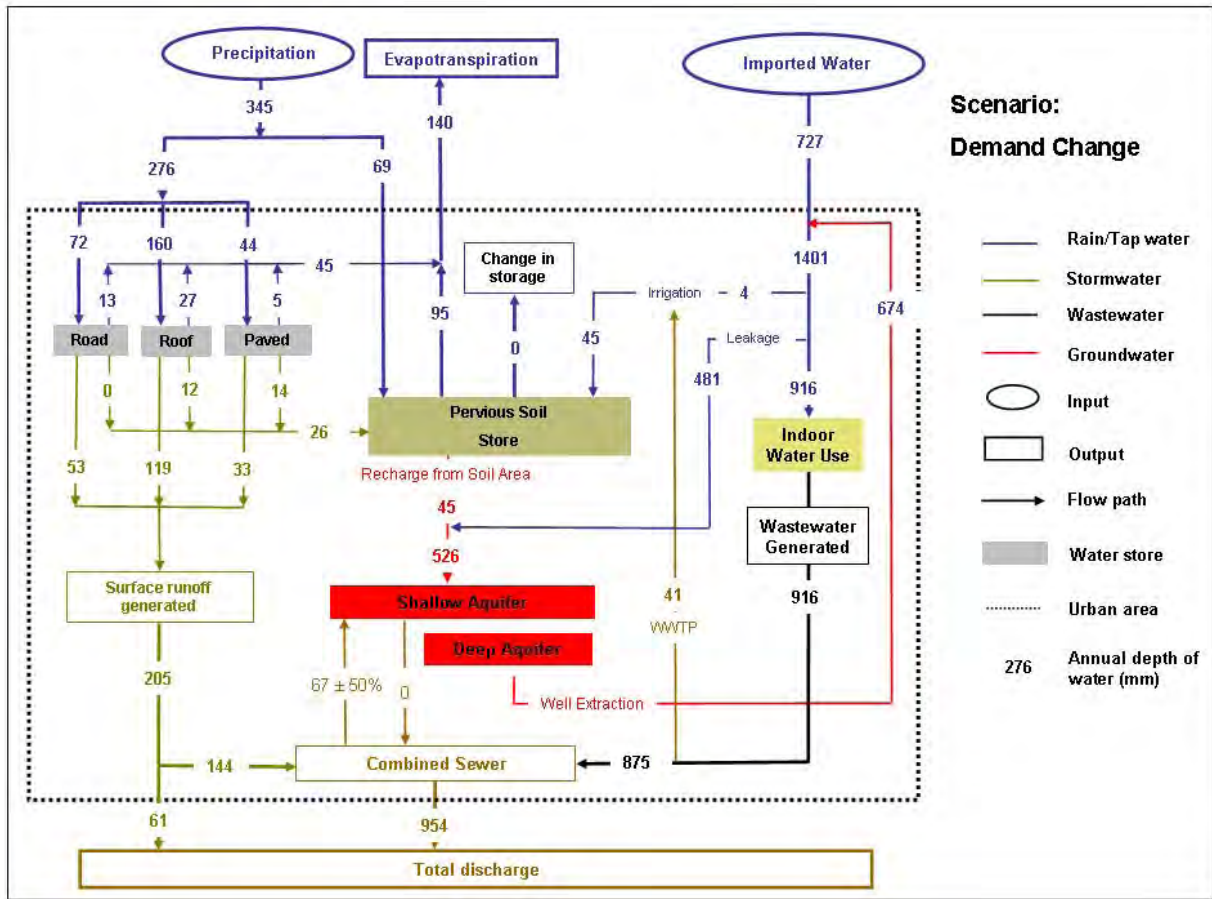 Precipitation
Evapotranspiration
Imported Water
Scenario:
Demand Change
345
140
727
276
69
72
160
44
45
Change in
storage
1401
13
27
5
95
Irrigation
4
674
Road
Roof
Paved
0
45
Leakage
481
0
12
14
916
26
Pervious Soil
Store
Indoor
Water Use
53
119
33
Recharge from Soil Area
45
Wastewater
Generated
526
Surface runoff
generated
Shallow Aquifer
41
916
WWTP
Deep Aquifer
205
67 ± 50%
0
Well Extraction
144
Combined Sewer
875
61
954
Total discharge
Rain/Tap water
Stormwater
Wastewater
Groundwater
Input
Output
Flow path
Water store
Urban area
276
Annual depth of
water (mm)